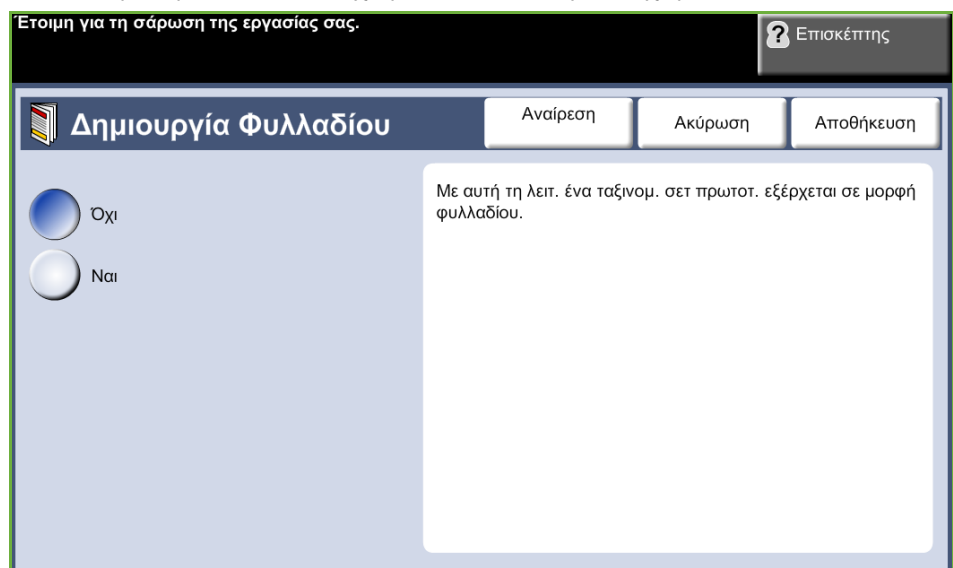 Έτοιμη για τη σάρωση της εργασίας σας.
? Επισκέπτης
Δημιουργία Φυλλαδίου
Αναίρεση
Ακύρωση
Αποθήκευση
Όχι
Ναι
Με αυτή τη λειτ. ένα ταξινομ. σετ πρωτοτ. εξέρχεται σε μορφή
φυλλαδίου.